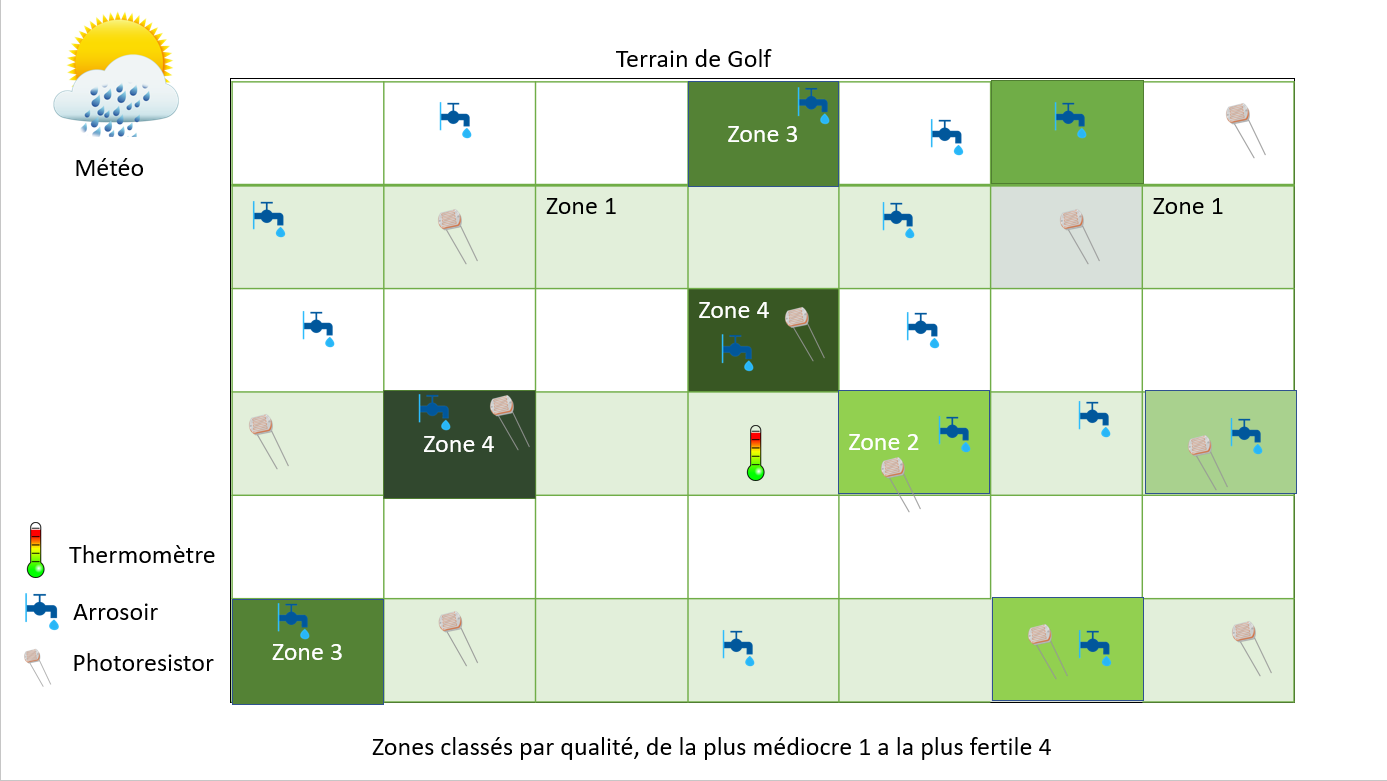 Terrain de Golf
Météo
Zone 3
Zone 1
Zone 1
Zone 4
Zone 4
Zone 2
Thermomètre
Arrosoir
Photoresistor
Zone 3
Zones classés par qualité, de la plus médiocre 1 a la plus fertile 4